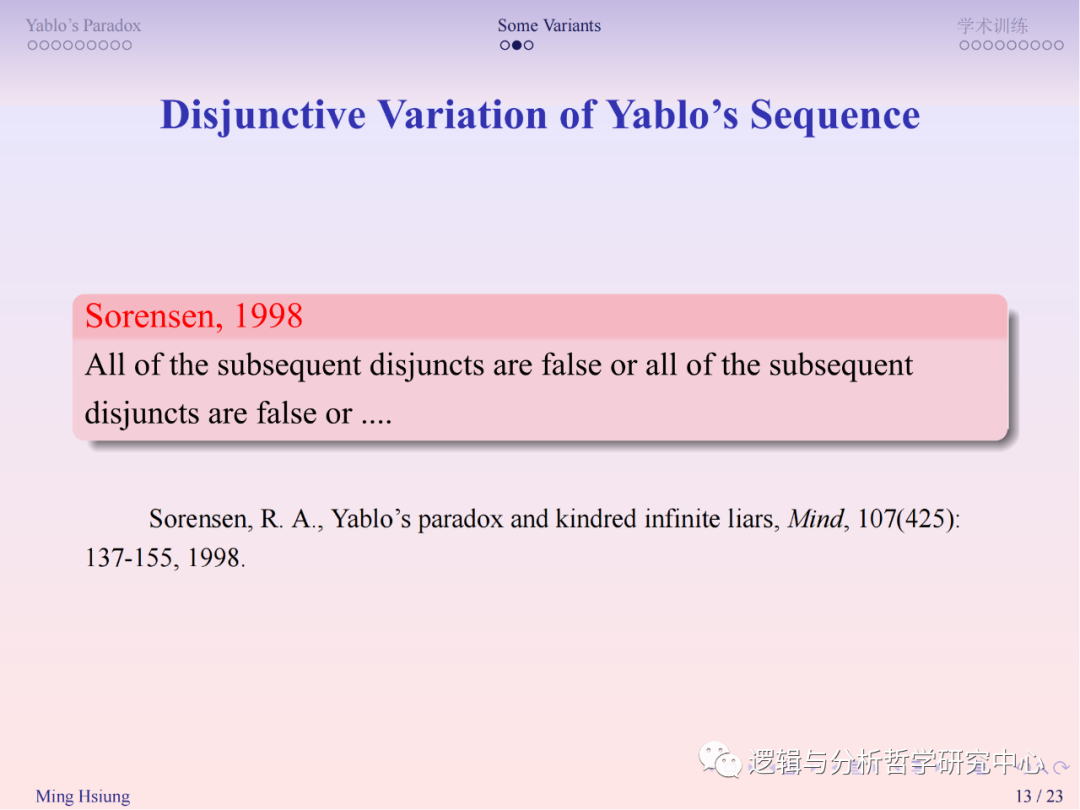 Yablo's Paradox
Some Variants
学术训练
Disjunctive Variation of Yablo's Sequence
Sorensen, 1998
All of the subsequent disjuncts are false or all of the subsequent
disjuncts are false or ....
Sorensen, R. A., Yablo's paradox and kindred infinite liars, Mind, 107(425):
137-155, 1998.
逻辑与分析哲学研究中心
Ming Hsiung
13 / 23